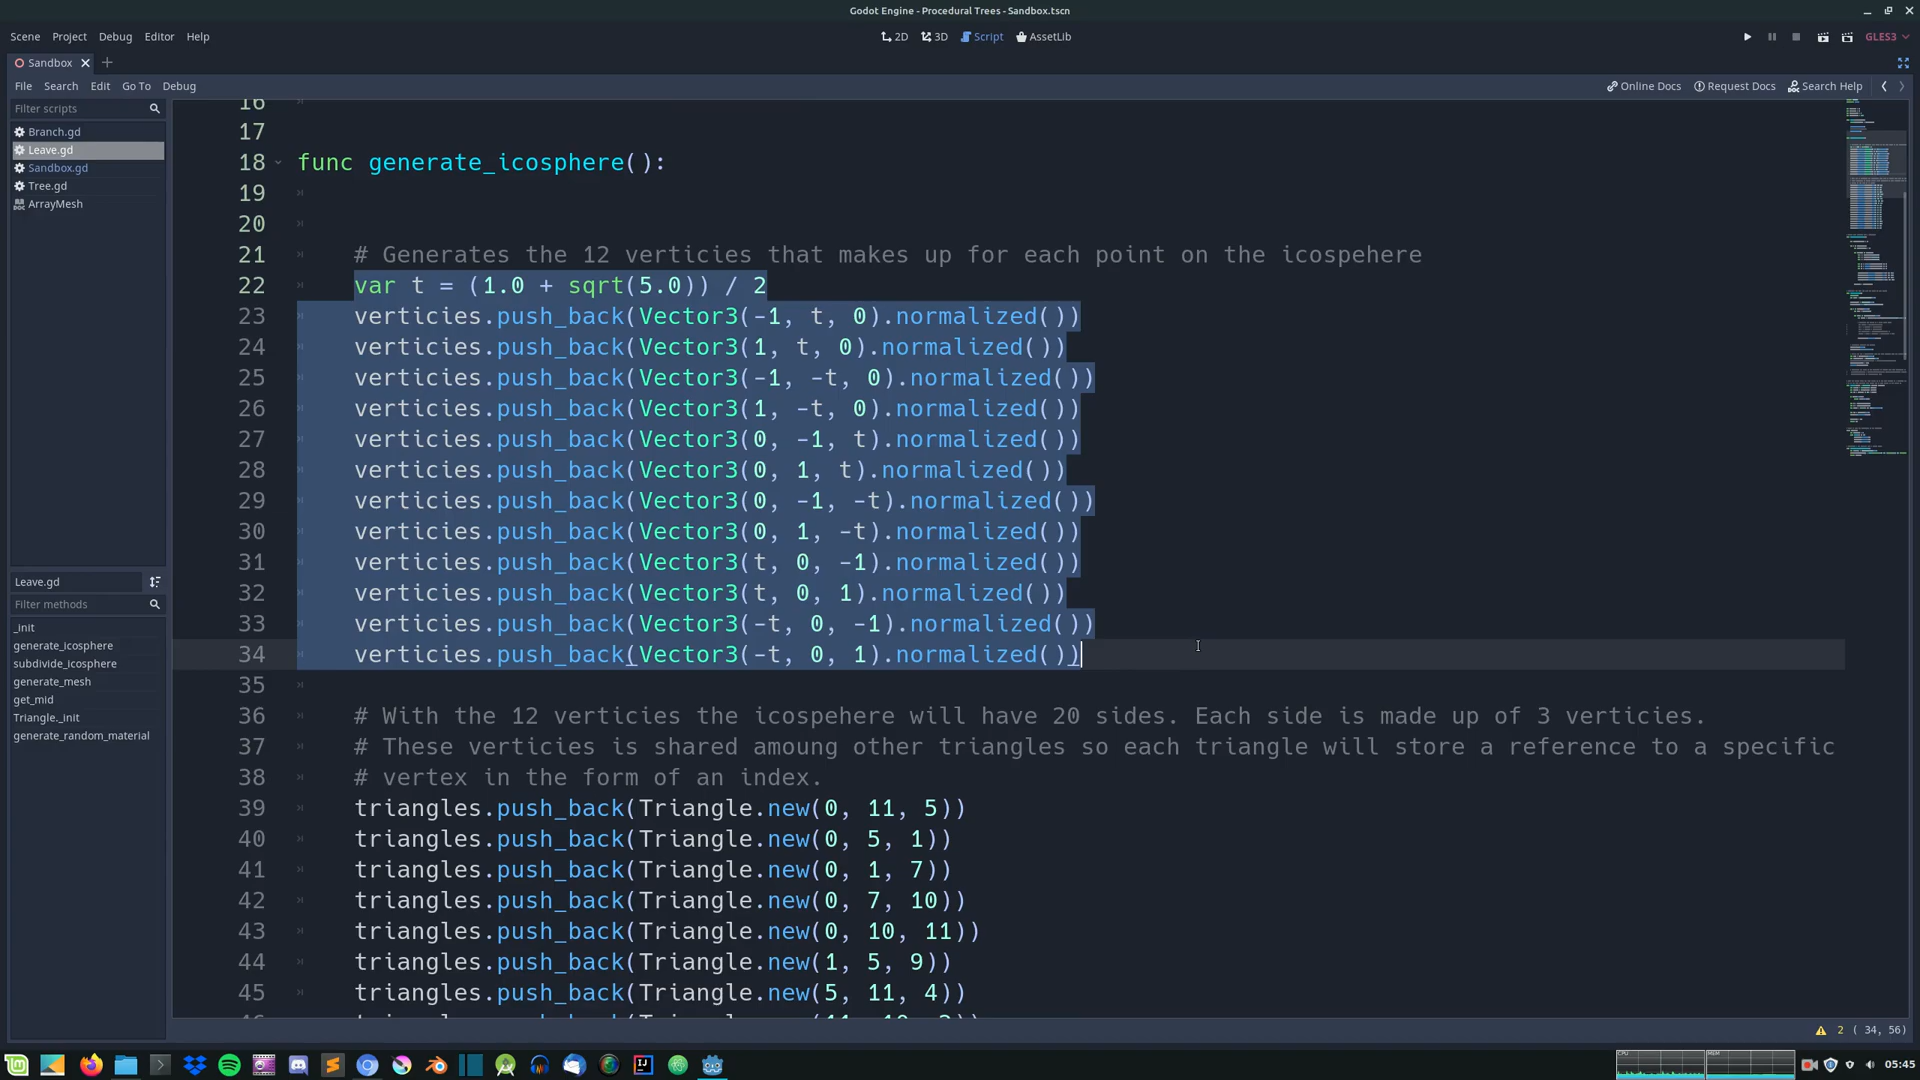 Godot Engine - Procedural Trees - Sandbox.tscn
Scene Project Debug Editor Help
2D 3D Script AssetLib
GLES3
Sandbox
File Search Edit Go To Debug
Online Docs Request Docs Search Help
Filter scripts
Branch.gd
Leave.gd
Sandbox.gd
Tree.gd
ArrayMesh
Leave.gd
Filter methods
_init
generate_icosphere
subdivide_icosphere
generate_mesh
get_mid
Triangle._init
generate_random_material
16
17
18 func generate_icosphere():
19
20
21 # Generates the 12 verticies that makes up for each point on the icospehere
22 var t = (1.0 + sqrt(5.0)) / 2
23 verticies.push_back(Vector3(-1, t, 0).normalized())
24 verticies.push_back(Vector3(1, t, 0).normalized())
25 verticies.push_back(Vector3(-1, -t, 0).normalized())
26 verticies.push_back(Vector3(1, -t, 0).normalized())
27 verticies.push_back(Vector3(0, -1, t).normalized())
28 verticies.push_back(Vector3(0, 1, t).normalized())
29 verticies.push_back(Vector3(0, -1, -t).normalized())
30 verticies.push_back(Vector3(0, 1, -t).normalized())
31 verticies.push_back(Vector3(t, 0, -1).normalized())
32 verticies.push_back(Vector3(t, 0, 1).normalized())
33 verticies.push_back(Vector3(-t, 0, -1).normalized())
34 verticies.push_back(Vector3(-t, 0, 1).normalized())
35
36 # With the 12 verticies the icospehere will have 20 sides. Each side is made up of 3 verticies.
37 # These verticies is shared amoung other triangles so each triangle will store a reference to a specific
38 # vertex in the form of an index.
39 triangles.push_back(Triangle.new(0, 11, 5))
40 triangles.push_back(Triangle.new(0, 5, 1))
41 triangles.push_back(Triangle.new(0, 1, 7))
42 triangles.push_back(Triangle.new(0, 7, 10))
43 triangles.push_back(Triangle.new(0, 10, 11))
44 triangles.push_back(Triangle.new(1, 5, 9))
45 triangles.push_back(Triangle.new(5, 11, 4))
2 ( 34, 56)
05:45